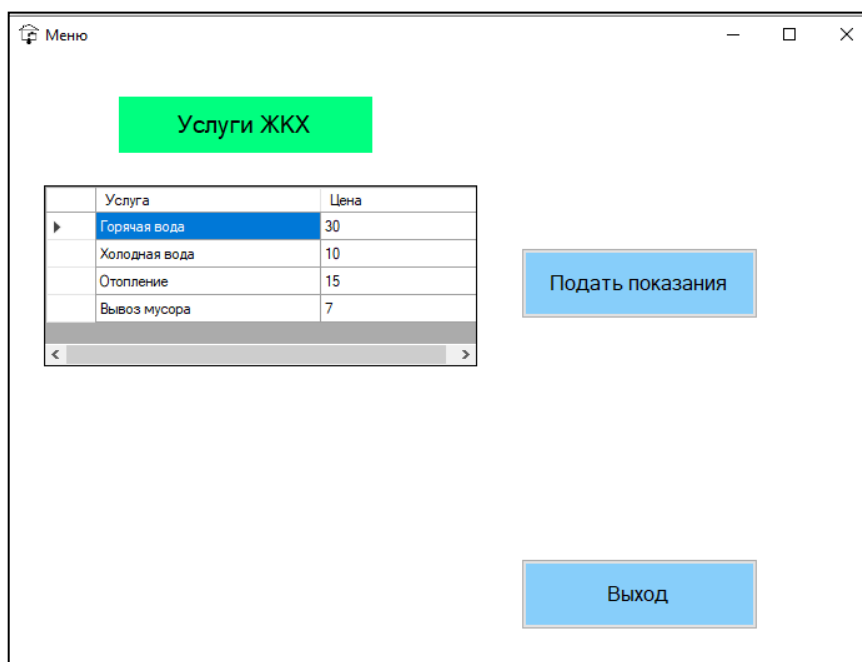 Меню
Услуги ЖКХ
Услуга Цена
Горячая вода 30
Холодная вода 10
Отопление 15
Вывоз мусора 7
Подать показания
Выход